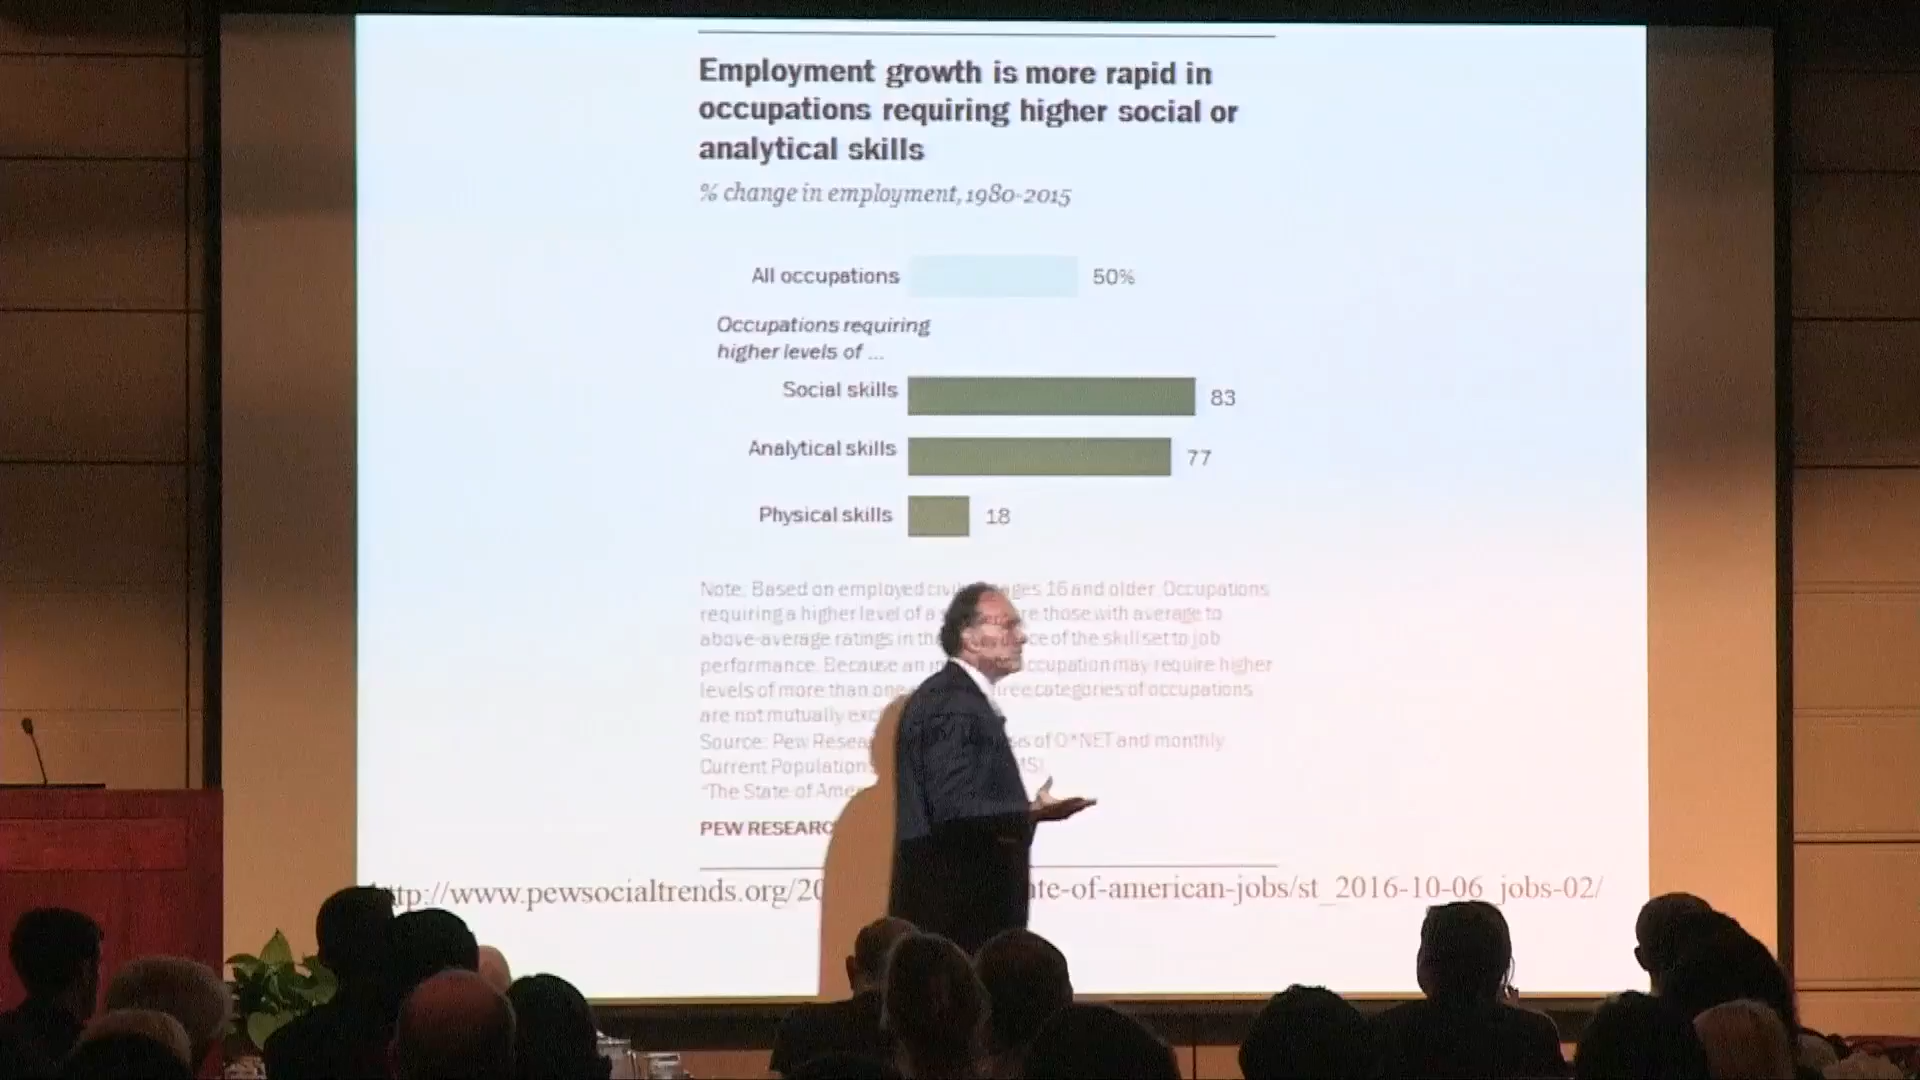 Employment growth is more rapid in
occupations requiring higher social or
analytical skills
% change in employment, 1980-2015
All occupations 50%
Occupations requiring
higher levels of ...
Social skills 83
Analytical skills 77
Physical skills 18
Note: Based on employed ages 16 and older. Occupations
requiring a higher level of a those with average to
above-average ratings in the of the skill set to job
performance. Because an occupation may require higher
levels of more than one categories of occupations
are not mutually
Source: Pew of O*NET and monthly
Current Population
"The State of
PEW
http://www.pewsocialtrends.org/20 te-of-american-jobs/st_2016-10-06_jobs-02/